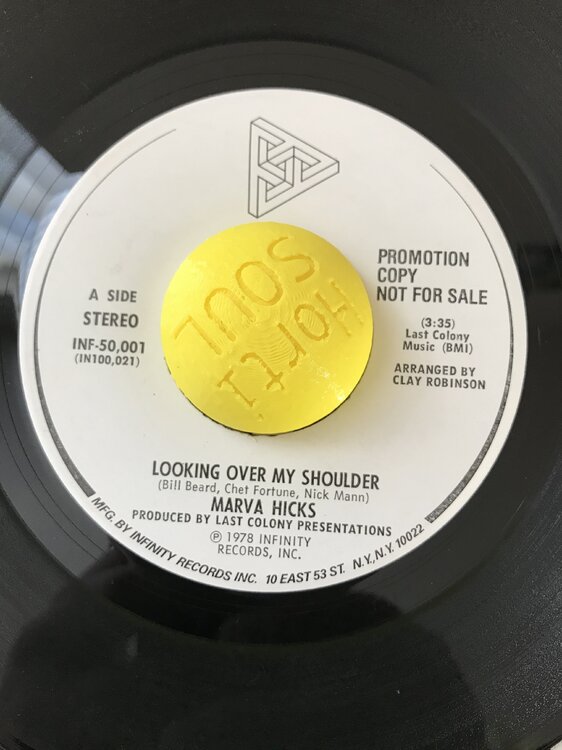 PROMOTION
COPY
NOT FOR SALE
A SIDE
STEREO
INF-50,001
(IN100,021)
(3:35)
Last Colony
Music (BMI)
ARRANGED BY
CLAY ROBINSON
Horti
SOUL
LOOKING OVER MY SHOULDER
(Bill Beard, Chet Fortune, Nick Mann)
MARVA HICKS
PRODUCED BY LAST COLONY PRESENTATIONS
℗ 1978 INFINITY
RECORDS, INC.
MFG. BY INFINITY RECORDS INC. 10 EAST 53 ST. N.Y., N.Y. 10022